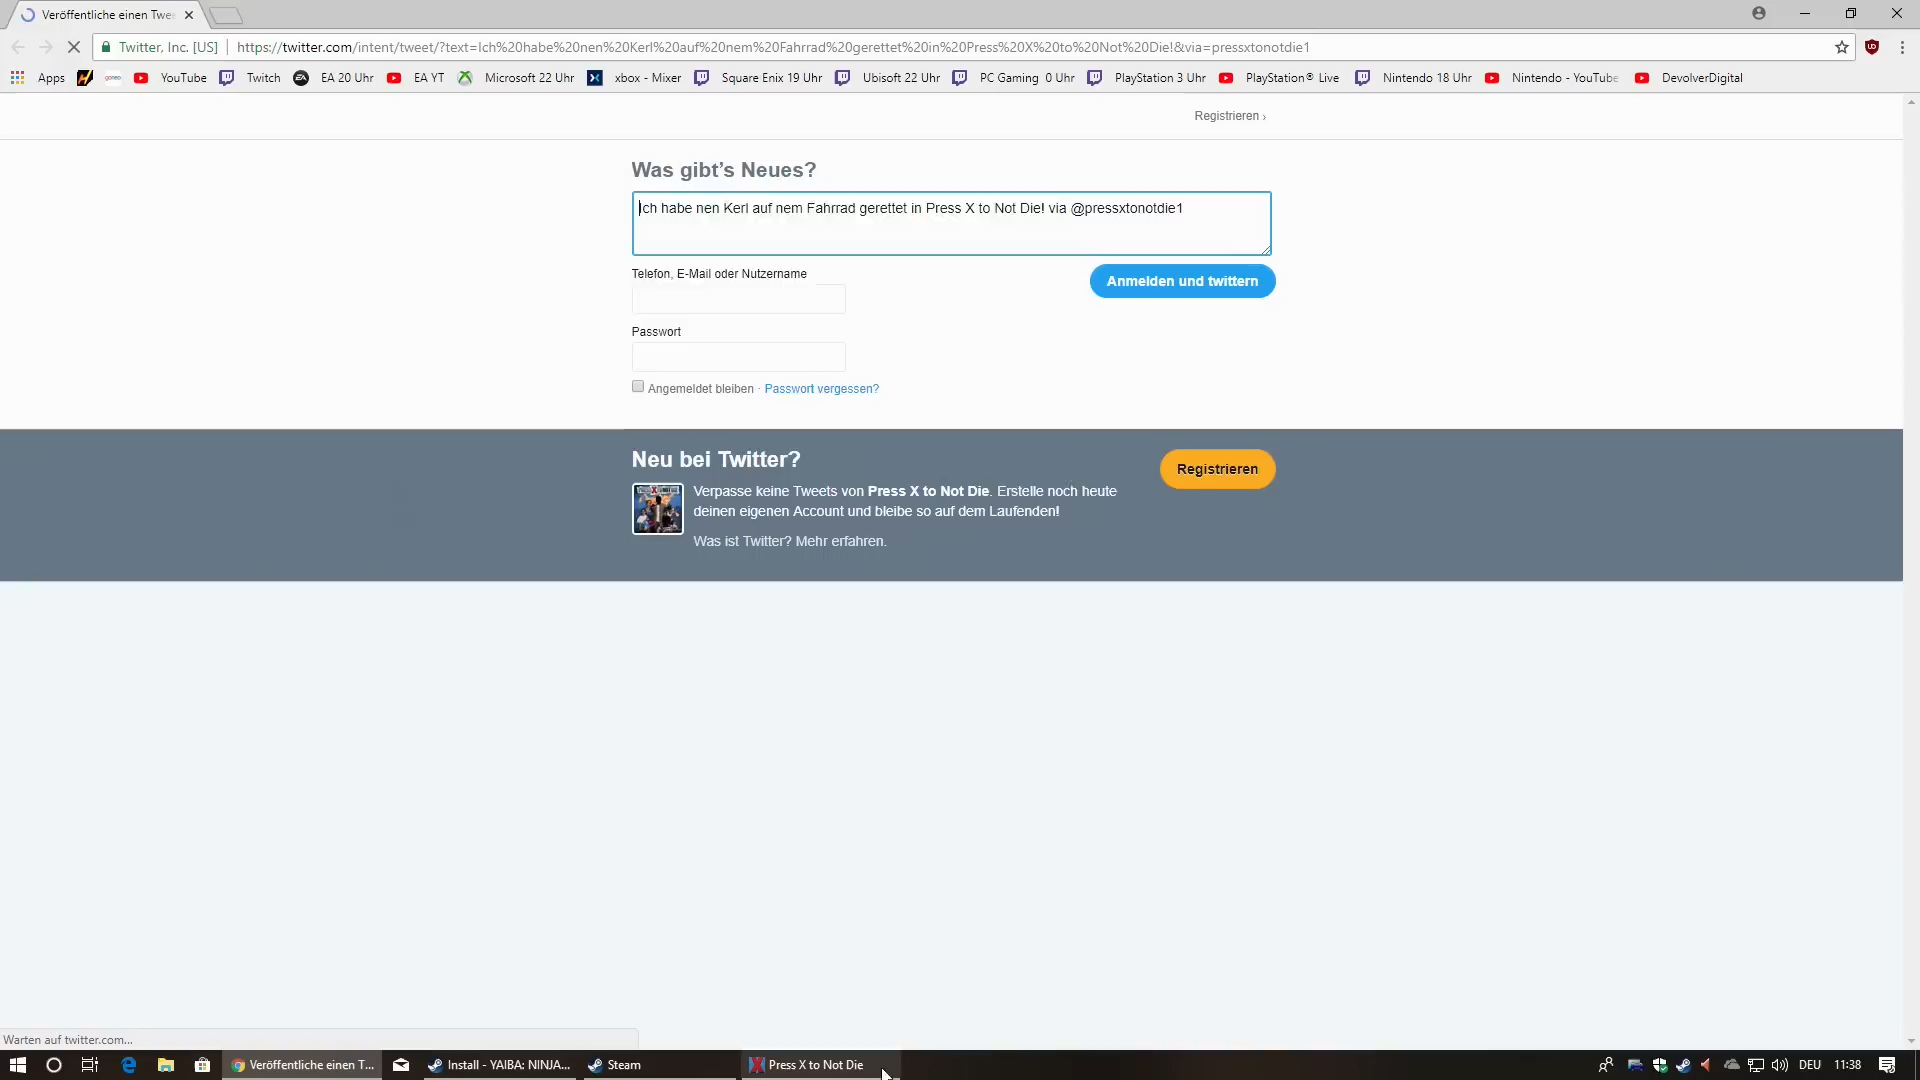 Veröffentliche einen Twe
Twitter, Inc. [US] https://twitter.com/intent/tweet/?text=Ich%20habe%20nen%20Kerl%20auf%20nem%20Fahrrad%20gerettet%20in%20Press%20X%20to%20Not%20Die!&via=pressxtonotdie1
Apps YouTube Twitch EA 20 Uhr EA YT Microsoft 22 Uhr xbox - Mixer Square Enix 19 Uhr Ubisoft 22 Uhr PC Gaming 0 Uhr PlayStation 3 Uhr PlayStation® Live Nintendo 18 Uhr Nintendo - YouTube DevolverDigital
Registrieren ›
Was gibt’s Neues?
Ich habe nen Kerl auf nem Fahrrad gerettet in Press X to Not Die! via @pressxtonotdie1
Telefon, E-Mail oder Nutzername
Anmelden und twittern
Passwort
Angemeldet bleiben · Passwort vergessen?
Neu bei Twitter?
Registrieren
Verpasse keine Tweets von Press X to Not Die. Erstelle noch heute
deinen eigenen Account und bleibe so auf dem Laufenden!
Was ist Twitter? Mehr erfahren.
Warten auf twitter.com...
Veröffentliche einen T... Install - YAIBA: NINJA... Steam Press X to Not Die DEU 11:38